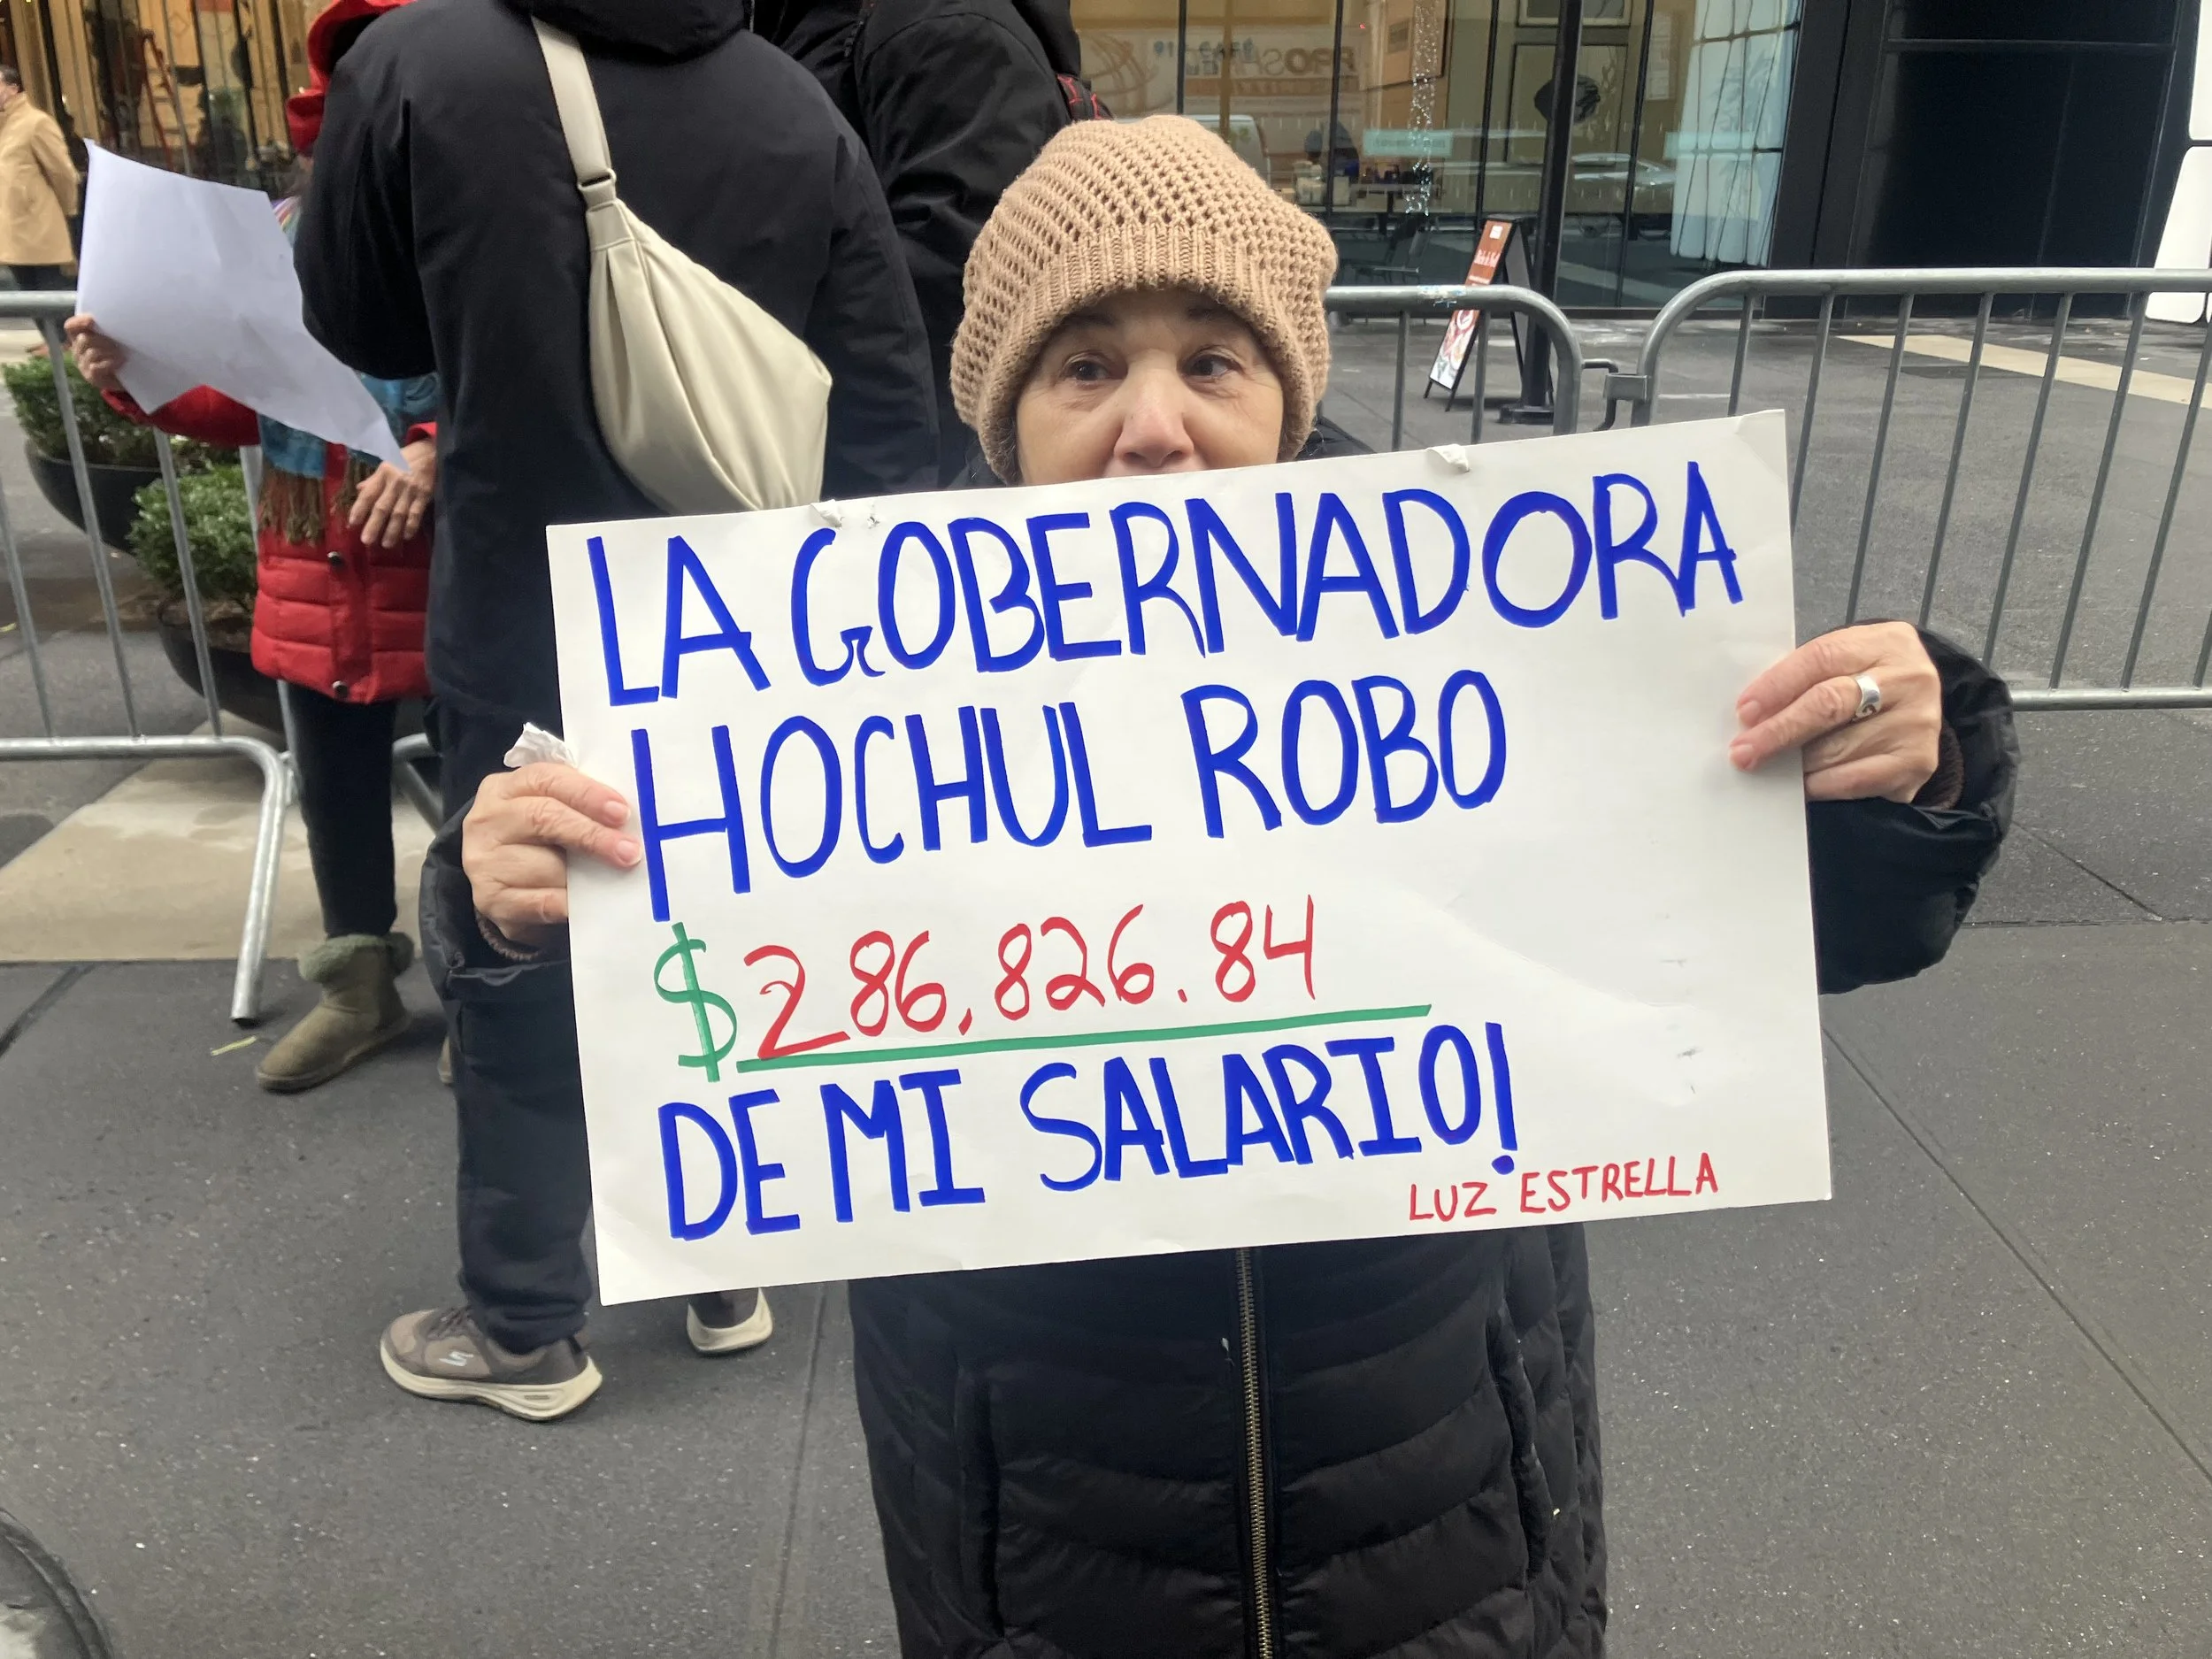 LA GOBERNADORA
HOCHUL ROBO
$286,826.84
DE MI SALARIO!
LUZ ESTRELLA